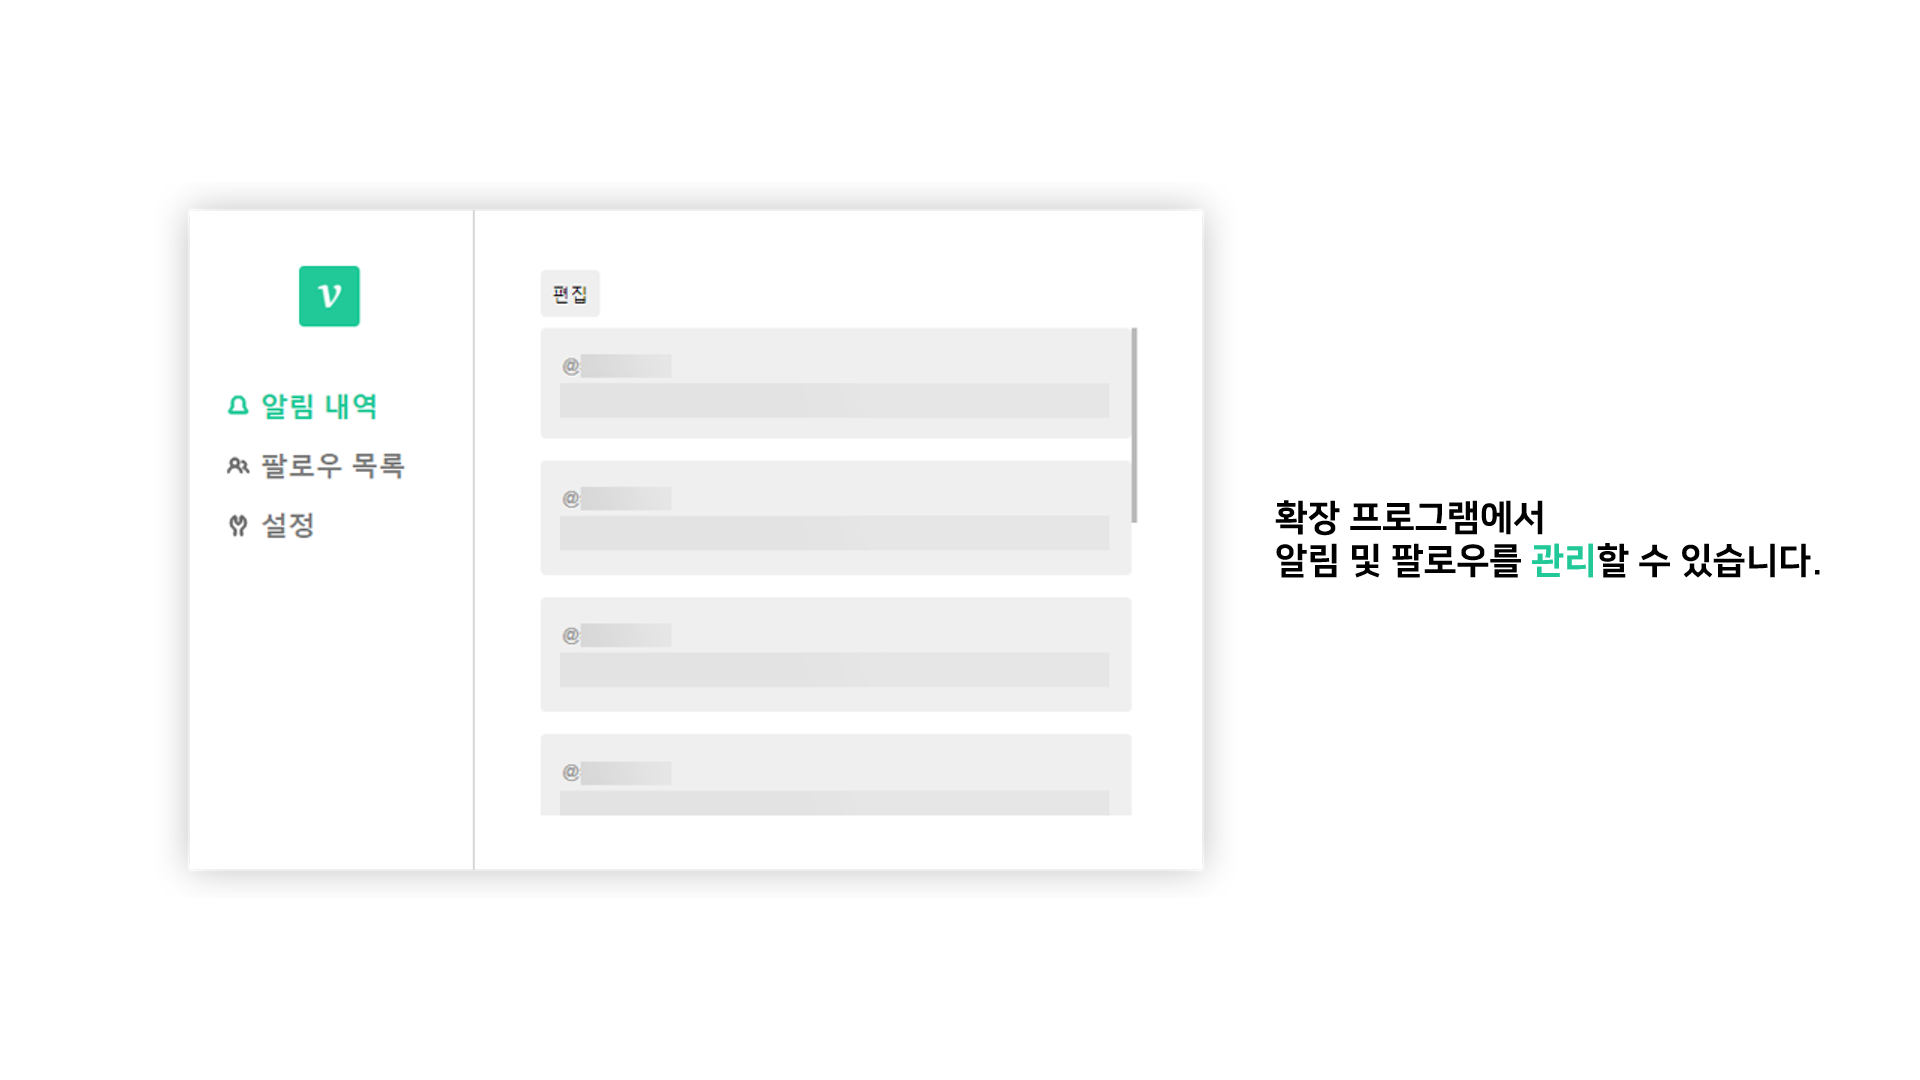 v
알림 내역
팔로우 목록
설정
편집
@
@
@
@
확장 프로그램에서
알림 및 팔로우를 관리할 수 있습니다.